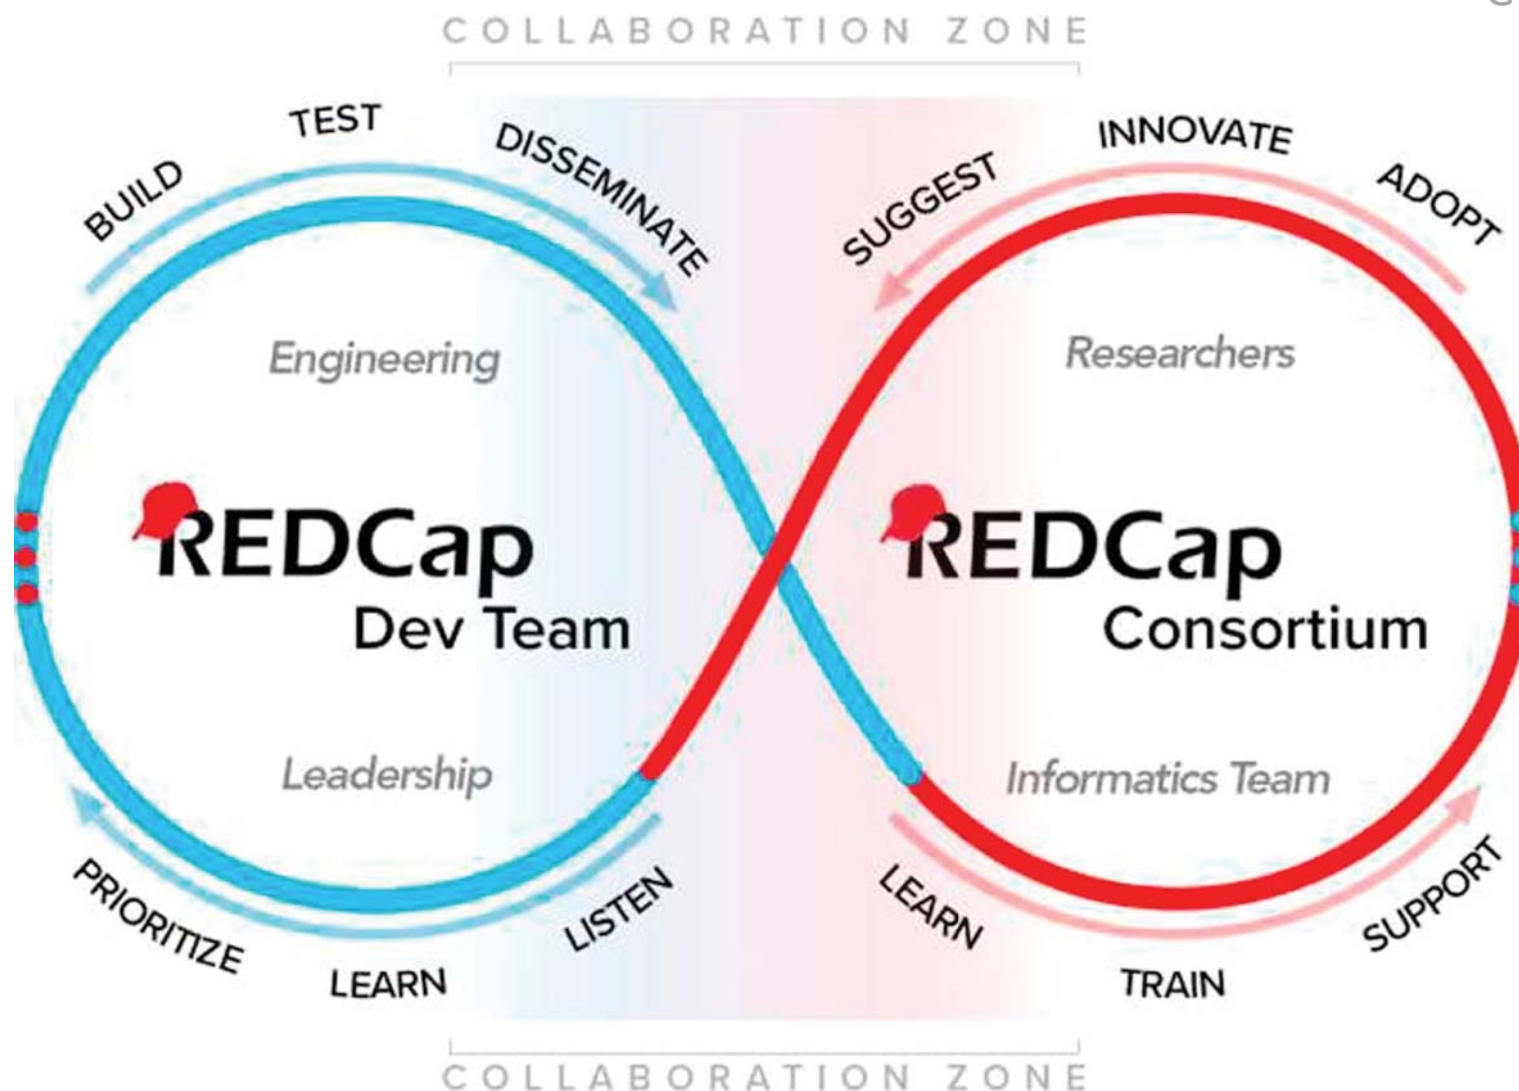 COLLABORATION ZONE
BUILD
TEST
DISSEMINATE
SUGGEST
INNOVATE
ADOPT
Engineering
Researchers
REDCap
Dev Team
REDCap
Consortium
Leadership
Informatics Team
PRIORITIZE
LEARN
LISTEN
LEARN
TRAIN
SUPPORT
COLLABORATION ZONE